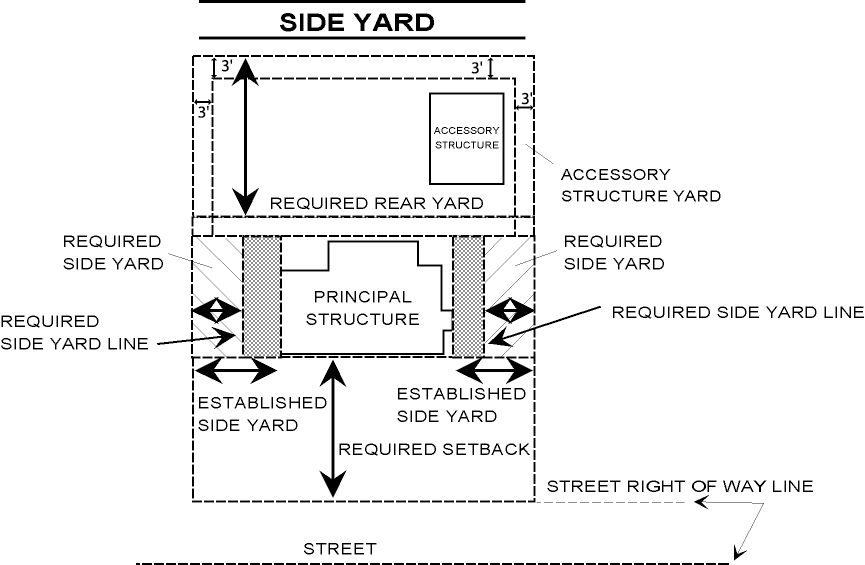 SIDE YARD
3'
3'
3'
3'
ACCESSORY
STRUCTURE
ACCESSORY
STRUCTURE YARD
REQUIRED REAR YARD
REQUIRED
SIDE YARD
REQUIRED
SIDE YARD
PRINCIPAL
STRUCTURE
REQUIRED
SIDE YARD LINE
REQUIRED SIDE YARD LINE
ESTABLISHED
SIDE YARD
ESTABLISHED
SIDE YARD
REQUIRED SETBACK
STREET RIGHT OF WAY LINE
STREET